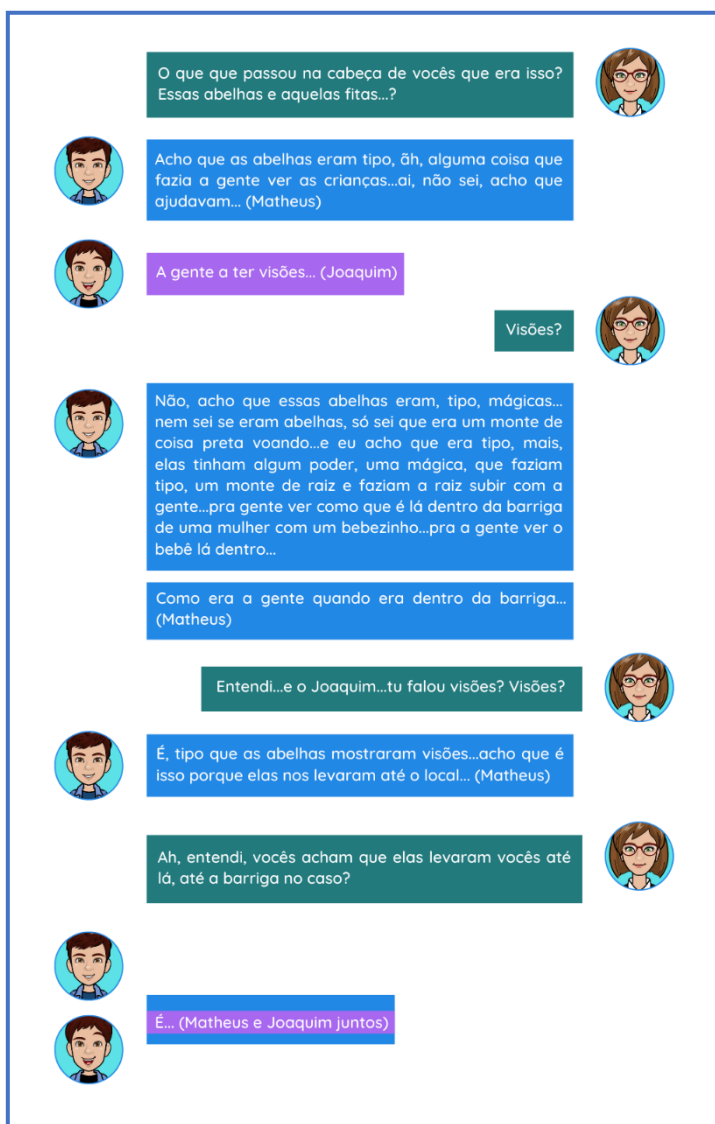 O que que passou na cabeça de vocês que era isso?
Essas abelhas e aquelas fitas...?
Acho que as abelhas eram tipo, ãh, alguma coisa que
fazia a gente ver as crianças...ai, não sei, acho que
ajudavam... (Matheus)
A gente a ter visões... (Joaquim)
Visões?
Não, acho que essas abelhas eram, tipo, mágicas...
nem sei se eram abelhas, só sei que era um monte de
coisa preta voando...e eu acho que era tipo, mais,
elas tinham algum poder, uma mágica, que faziam
tipo, um monte de raiz e faziam a raiz subir com a
gente...pra gente ver como que é lá dentro da barriga
de uma mulher com um bebezinho...pra a gente ver o
bebê lá dentro...
Como era a gente quando era dentro da barriga...
(Matheus)
Entendi...e o Joaquim...tu falou visões? Visões?
É, tipo que as abelhas mostraram visões...acho que é
isso porque elas nos levaram até o local... (Matheus)
Ah, entendi, vocês acham que elas levaram vocês até
lá, até a barriga no caso?
É... (Matheus e Joaquim juntos)